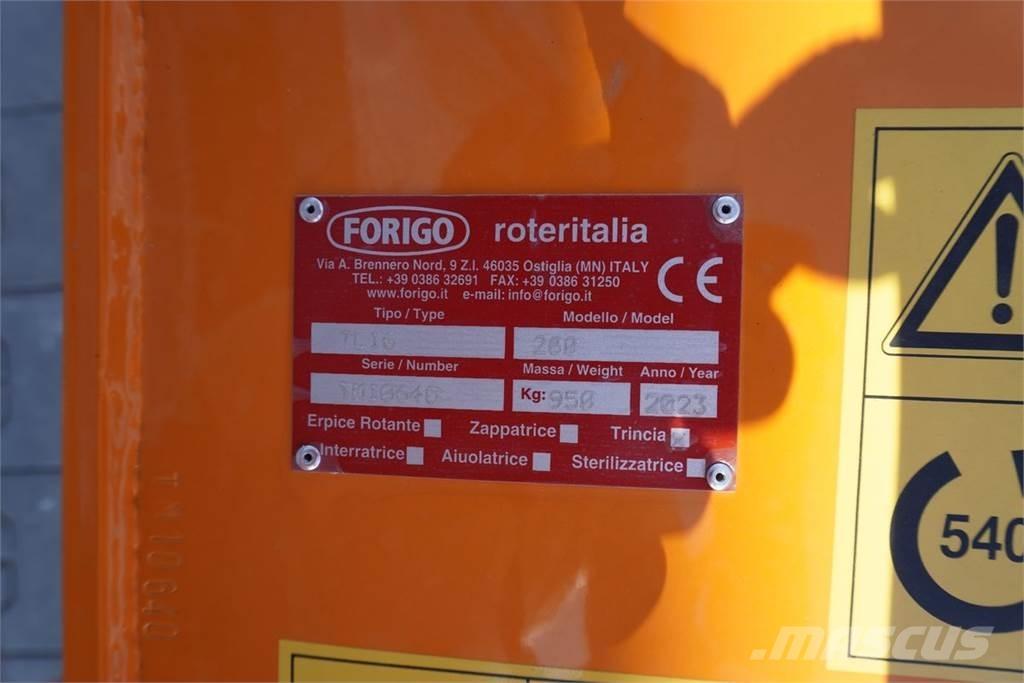 FORIGO roteritalia
Via A. Brennero Nord, 9 Z.I. 46035 Ostiglia (MN) ITALY
TEL.: +39 0386 32691 FAX: +39 0386 31250
www.forigo.it e-mail: info@forigo.it
CE
Tipo / Type Modello / Model
280
Serie / Number Massa / Weight Anno / Year
Kg: 950 2023
Erpice Rotante Zappatrice Trincia
Interratrice Aiuolatrice Sterilizzatrice
540
mascus